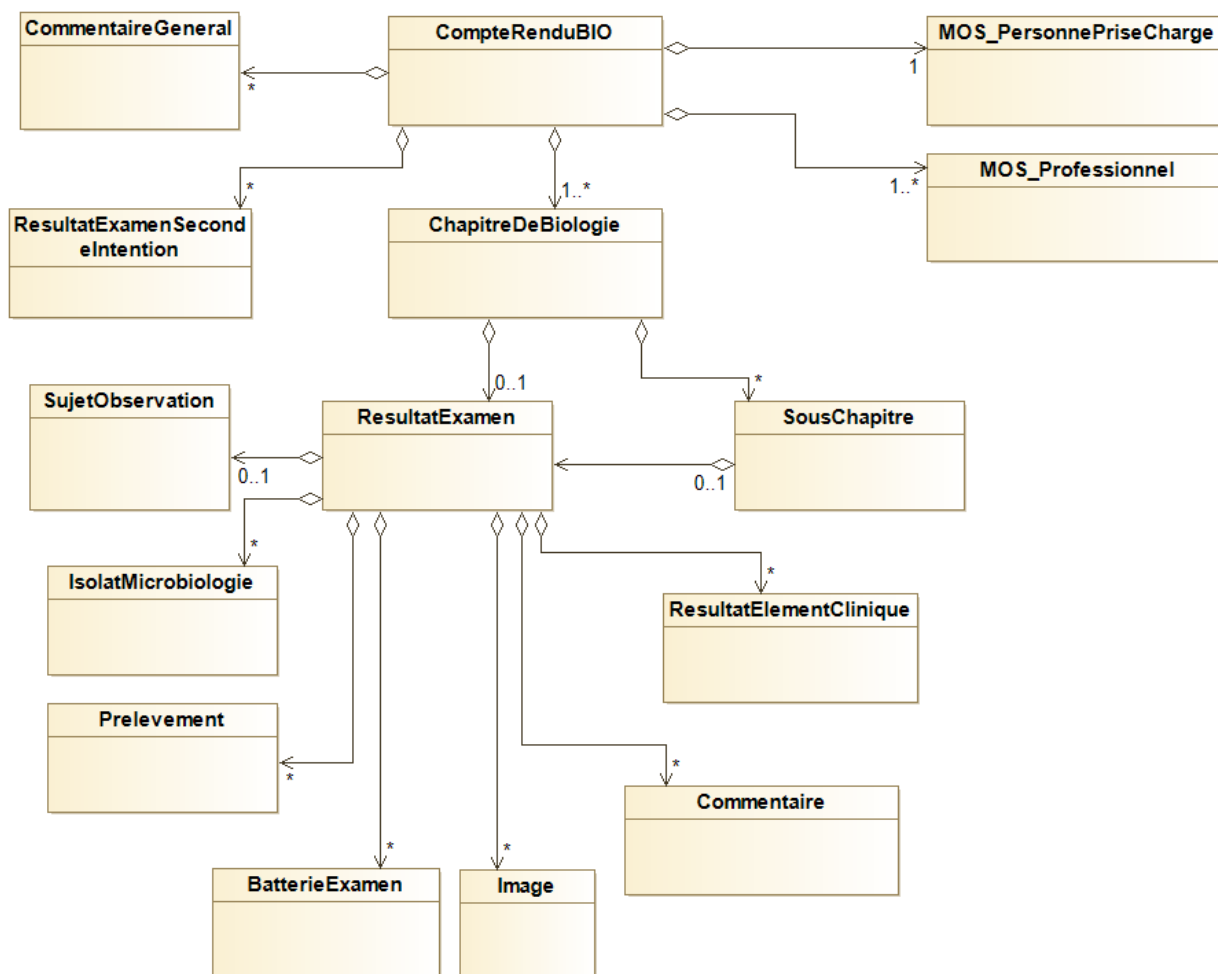 CommentaireGeneral
CompteRenduBIO
MOS_PersonnePriseCharge
*
1
MOS_Professionnel
1..*
*
1..*
ResultatExamenSecond
eIntention
ChapitreDeBiologie
0..1
*
SujetObservation
ResultatExamen
SousChapitre
0..1
0..1
*
IsolatMicrobiologie
*
ResultatElementClinique
Prelevement
*
*
Commentaire
*
*
BatterieExamen
Image